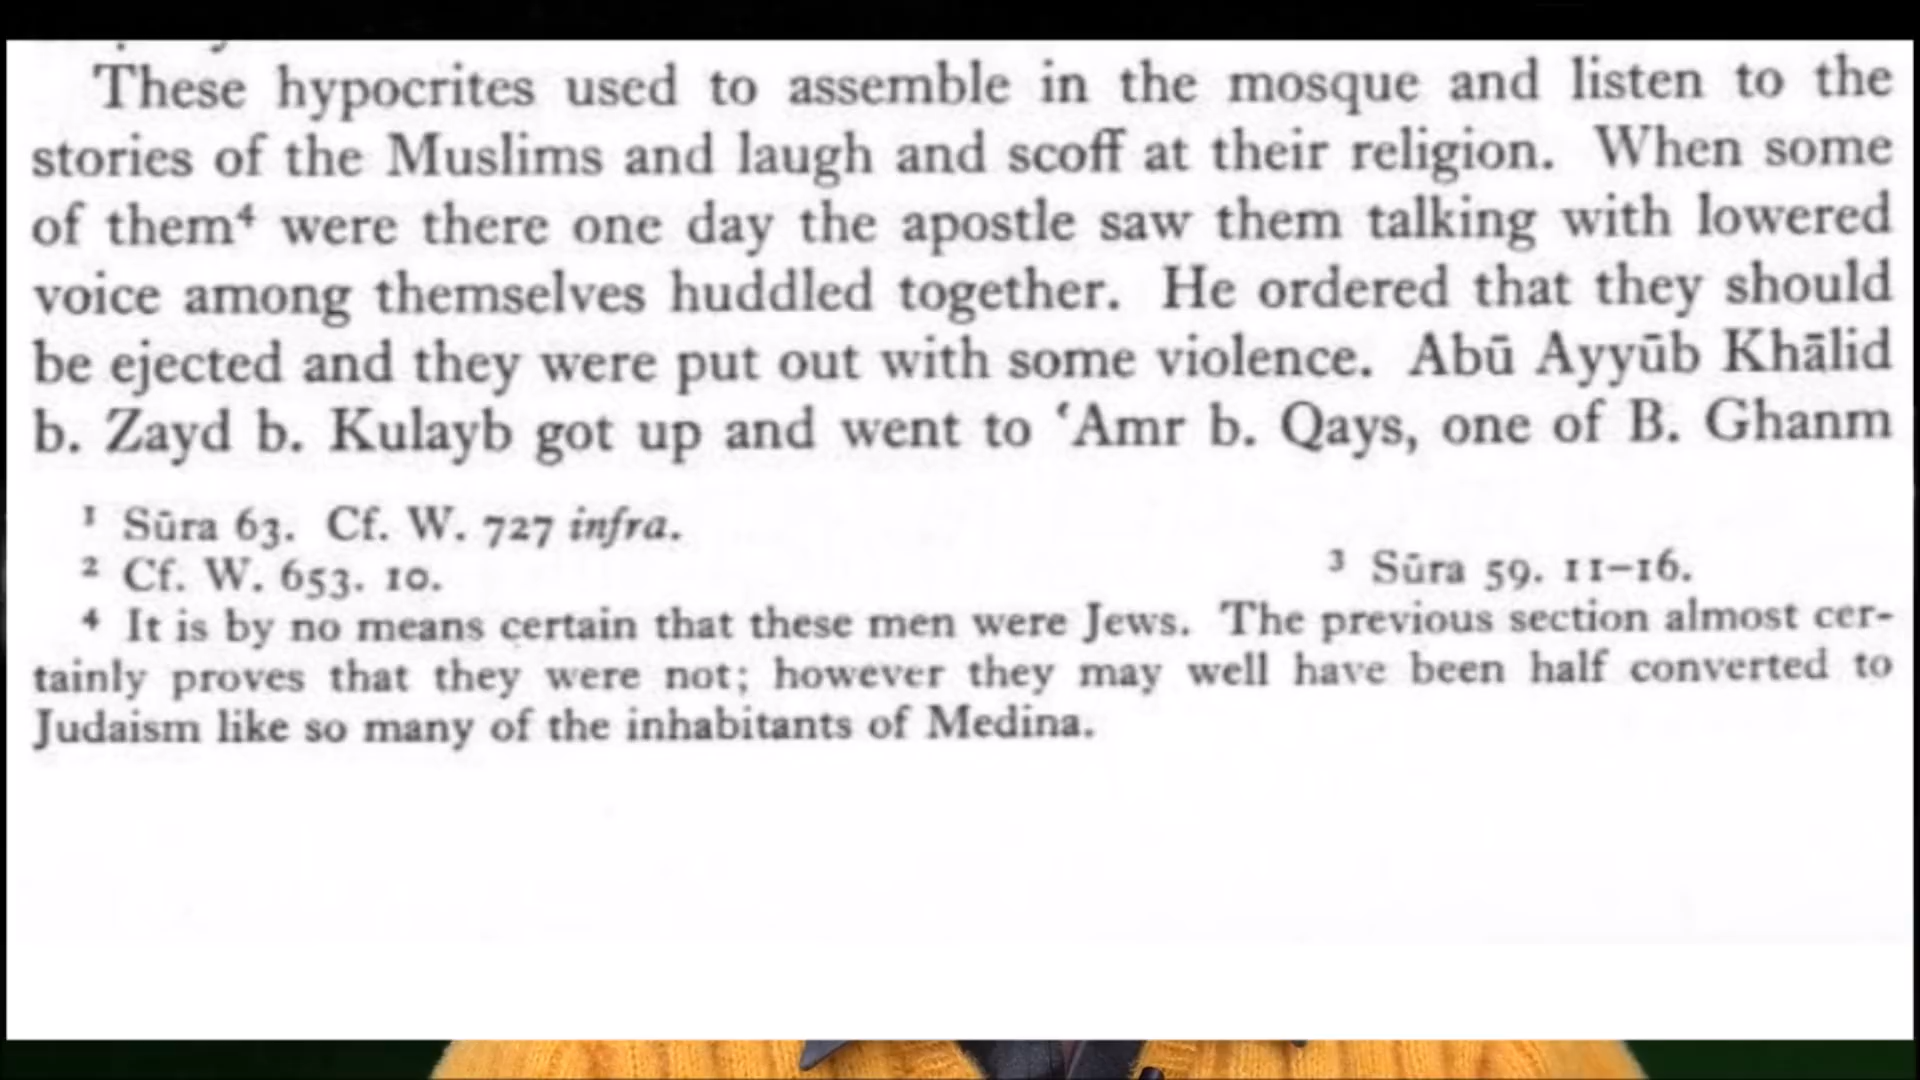 These hypocrites used to assemble in the mosque and listen to the
stories of the Muslims and laugh and scoff at their religion. When some
of them⁴ were there one day the apostle saw them talking with lowered
voice among themselves huddled together. He ordered that they should
be ejected and they were put out with some violence. Abū Ayyūb Khālid
b. Zayd b. Kulayb got up and went to ʿAmr b. Qays, one of B. Ghanm
¹ Sūra 63. Cf. W. 727 infra.
² Cf. W. 653. 10.
³ Sūra 59. 11–16.
⁴ It is by no means certain that these men were Jews. The previous section almost cer-
tainly proves that they were not; however they may well have been half converted to
Judaism like so many of the inhabitants of Medina.